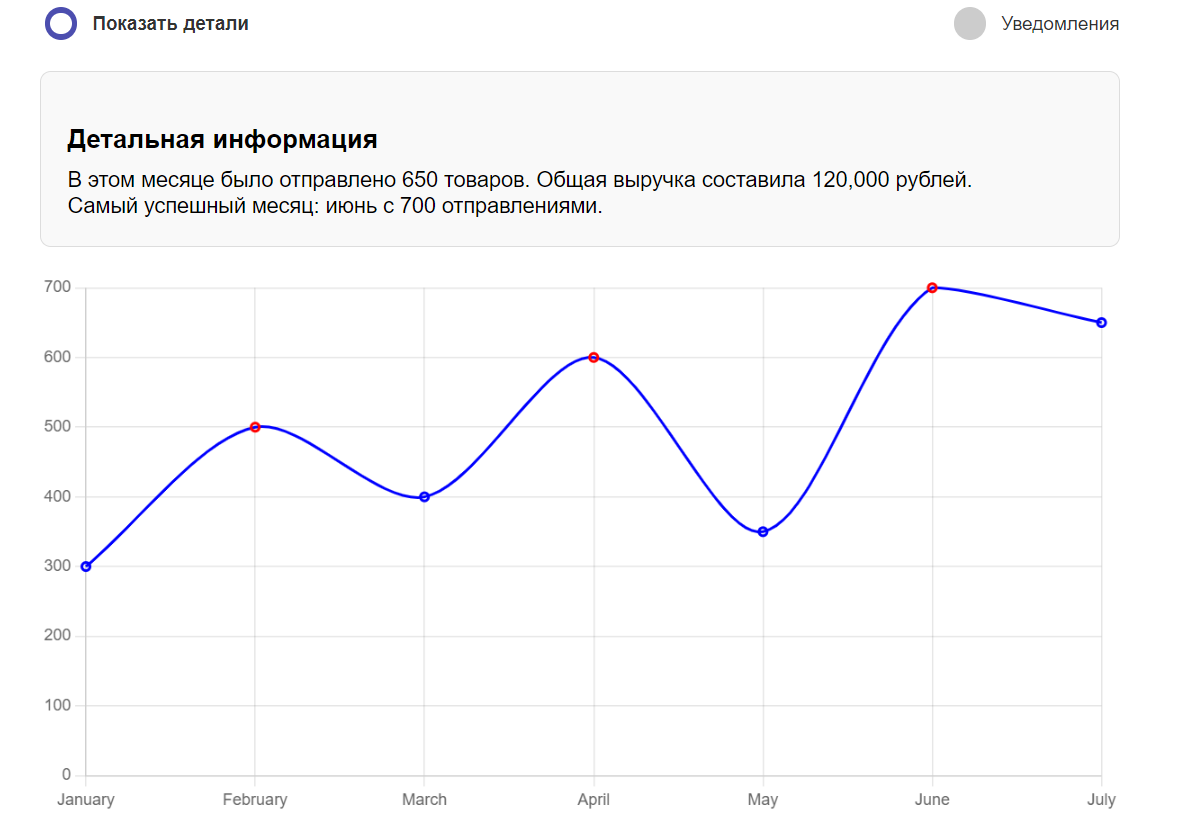 Показать детали
Уведомления
Детальная информация
В этом месяце было отправлено 650 товаров. Общая выручка составила 120,000 рублей.
Самый успешный месяц: июнь с 700 отправлениями.
700
600
500
400
300
200
100
0
January February March April May June July